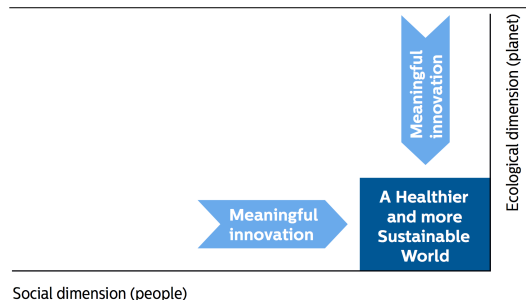 Meaningful
innovation
Ecological dimension (planet)
Meaningful
innovation
A Healthier
and more
Sustainable
World
Social dimension (people)